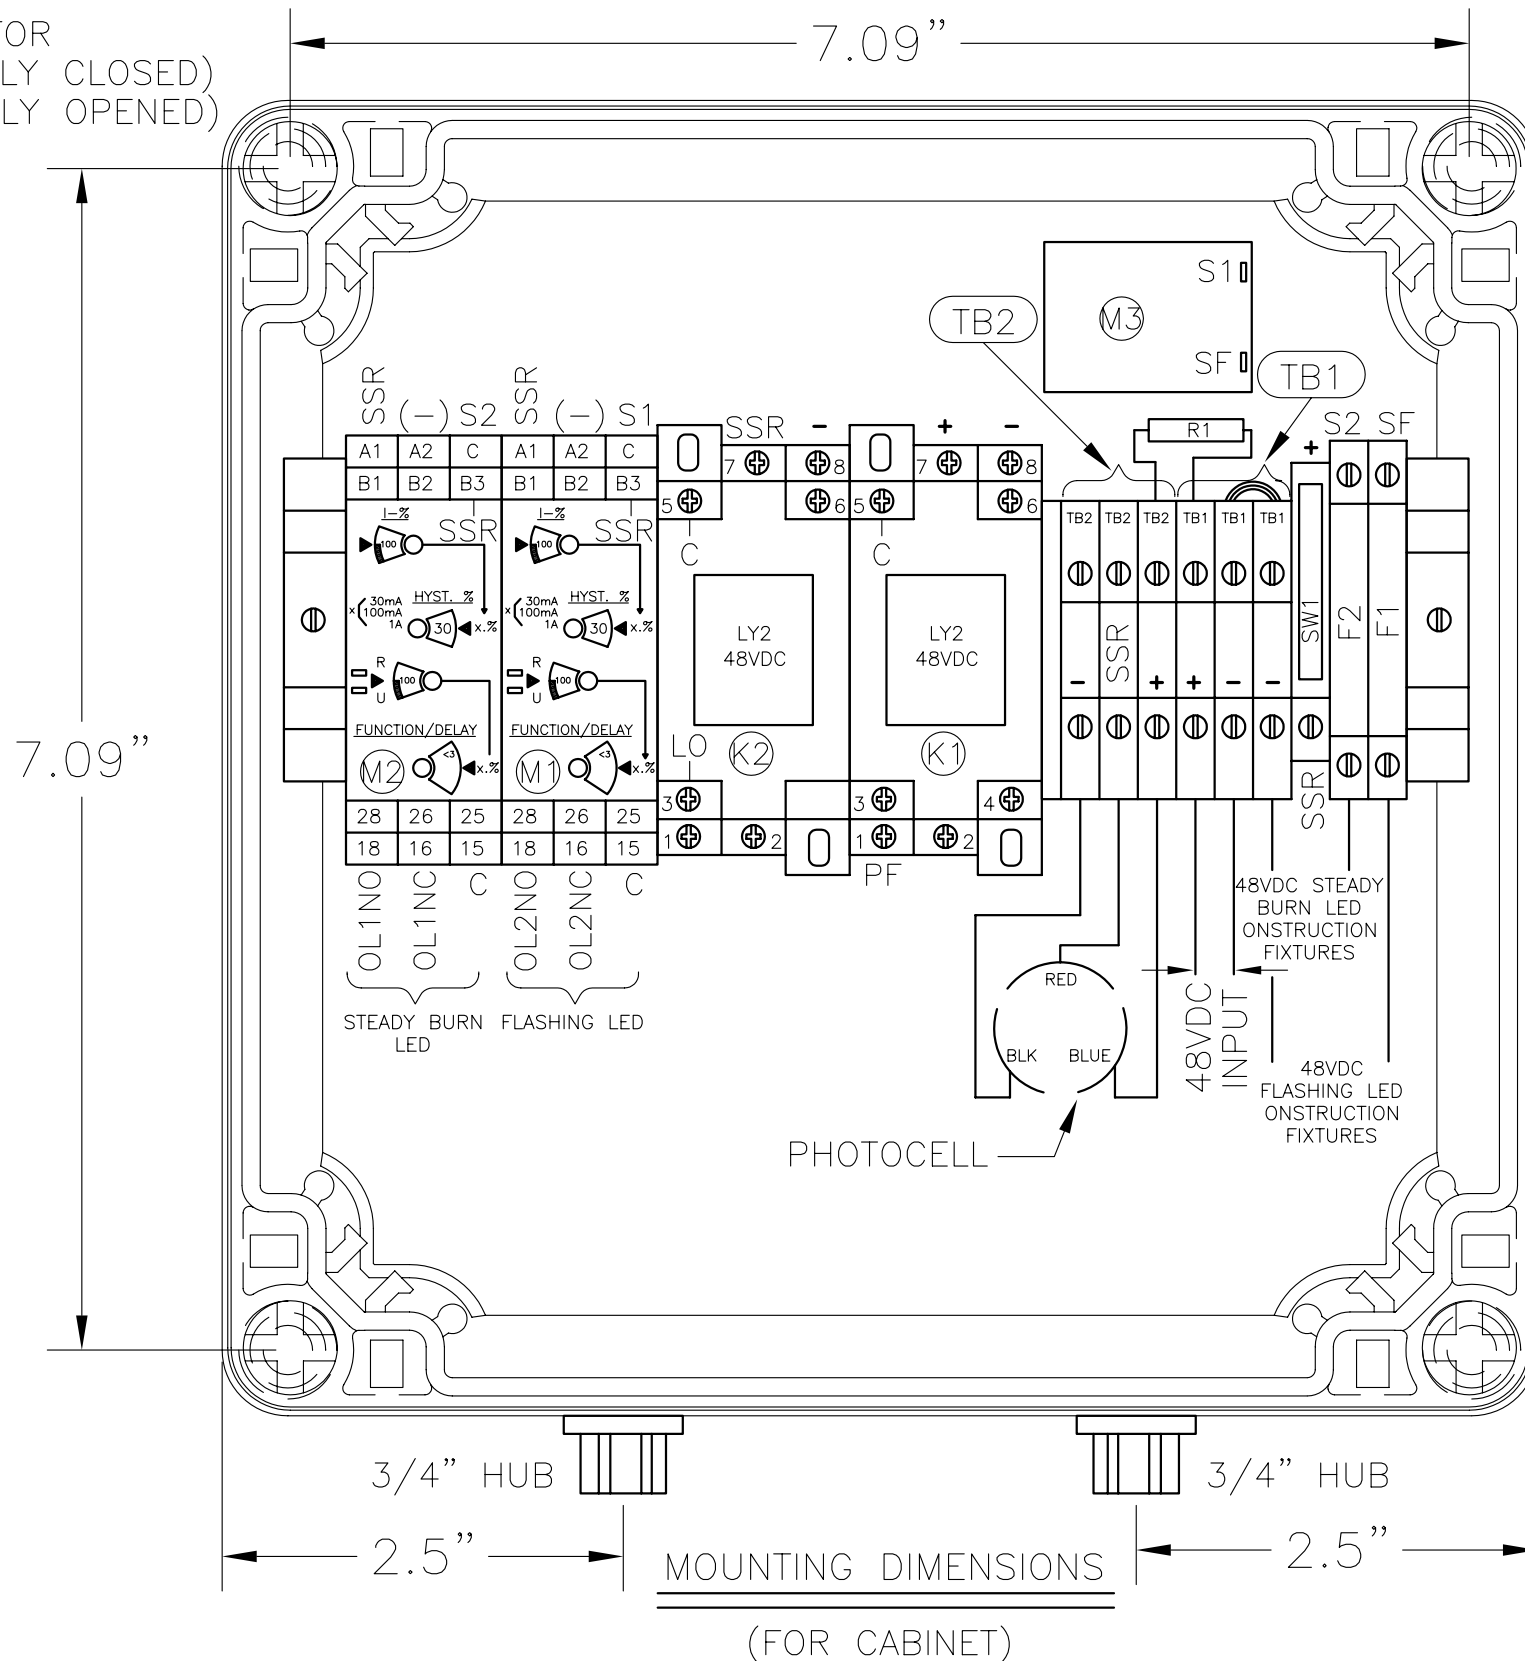 TOR
LY CLOSED)
LY OPENED)
7.09”
7.09”
S1
M3
SF
TB2
TB1
R1
S2 SF
+
SSR (-) S2 SSR (-) S1
SSR - + -
A1 A2 C A1 A2 C
B1 B2 B3 B1 B2 B3
7 8 7 8
5 6 5 6
C C
I-% SSR I-% SSR
100 100
30mA
100mA
1A
x
HYST. %
30 x.%
30mA
100mA
1A
x
HYST. %
30 x.%
R
U
100
R
U
100
FUNCTION/DELAY FUNCTION/DELAY
M2 <3 x.%
M1 <3 x.%
LY2
48VDC
LY2
48VDC
LO K2 K1
3 3 4
1 2 1 2
PF
TB2 TB2 TB2 TB1 TB1 TB1
- SSR + + - -
SW1 F2 F1
SSR
28 26 25 28 26 25
18 16 15 18 16 15
OL1NO OL1NC C OL2NO OL2NC C
STEADY BURN
LED
FLASHING LED
48VDC STEADY
BURN LED
ONSTRUCTION
FIXTURES
RED
BLK BLUE
48VDC
INPUT
48VDC
FLASHING LED
ONSTRUCTION
FIXTURES
PHOTOCELL
3/4” HUB
3/4” HUB
2.5”
2.5”
MOUNTING DIMENSIONS
(FOR CABINET)